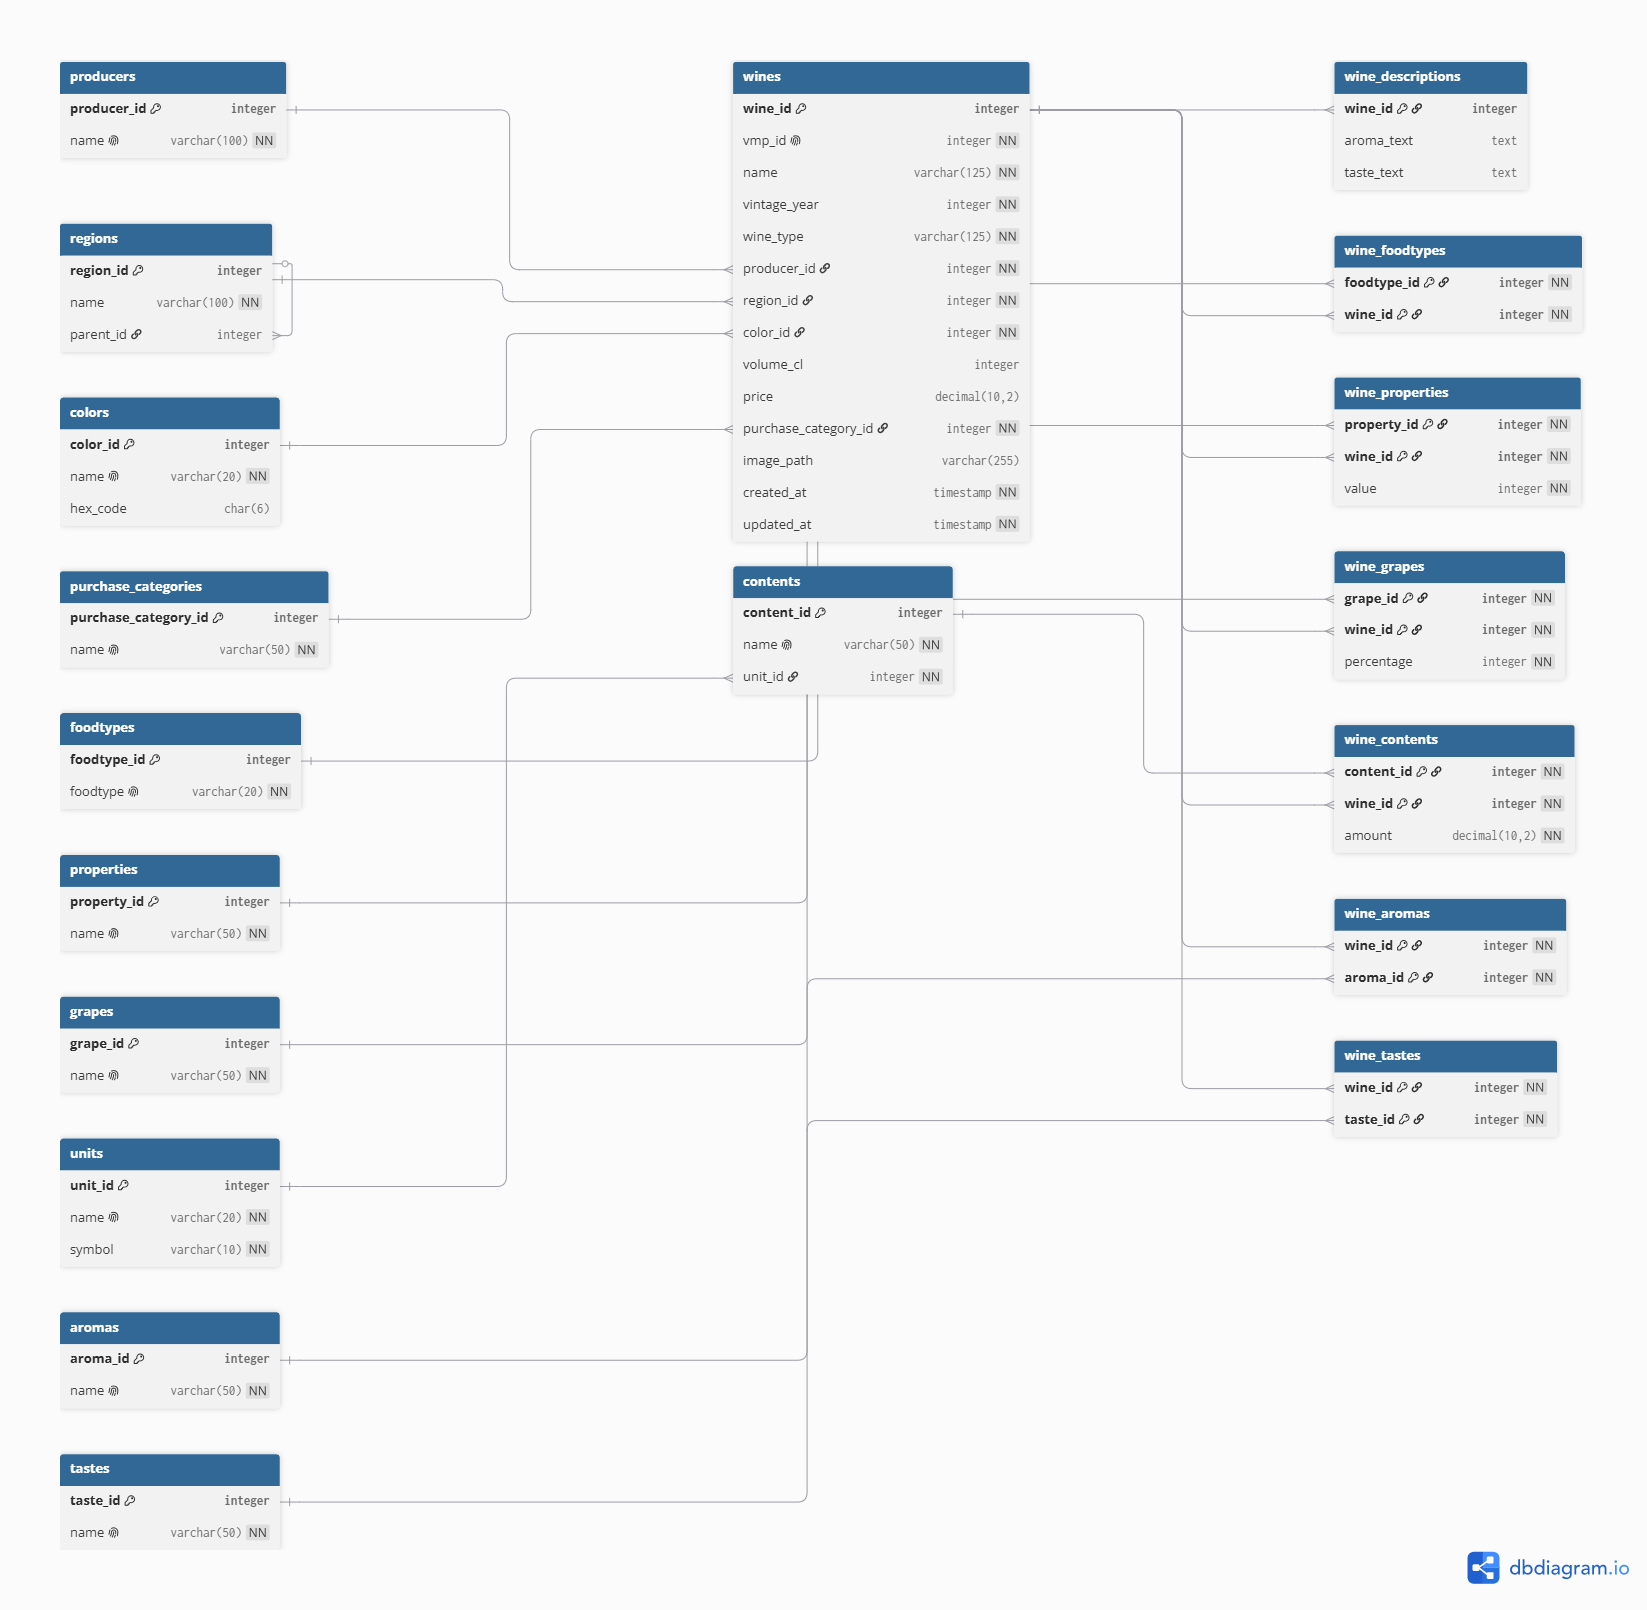 producers
producer_id integer
name varchar(100) NN
regions
region_id integer
name varchar(100) NN
parent_id integer
colors
color_id integer
name varchar(20) NN
hex_code char(6)
purchase_categories
purchase_category_id integer
name varchar(50) NN
foodtypes
foodtype_id integer
foodtype varchar(20) NN
properties
property_id integer
name varchar(50) NN
grapes
grape_id integer
name varchar(50) NN
units
unit_id integer
name varchar(20) NN
symbol varchar(10) NN
aromas
aroma_id integer
name varchar(50) NN
tastes
taste_id integer
name varchar(50) NN
wines
wine_id integer
vmp_id integer NN
name varchar(125) NN
vintage_year integer NN
wine_type varchar(125) NN
producer_id integer NN
region_id integer NN
color_id integer NN
volume_cl integer
price decimal(10,2)
purchase_category_id integer NN
image_path varchar(255)
created_at timestamp NN
updated_at timestamp NN
contents
content_id integer
name varchar(50) NN
unit_id integer NN
wine_descriptions
wine_id integer
aroma_text text
taste_text text
wine_foodtypes
foodtype_id integer NN
wine_id integer NN
wine_properties
property_id integer NN
wine_id integer NN
value integer NN
wine_grapes
grape_id integer NN
wine_id integer NN
percentage integer NN
wine_contents
content_id integer NN
wine_id integer NN
amount decimal(10,2) NN
wine_aromas
wine_id integer NN
aroma_id integer NN
wine_tastes
wine_id integer NN
taste_id integer NN
dbdiagram.io